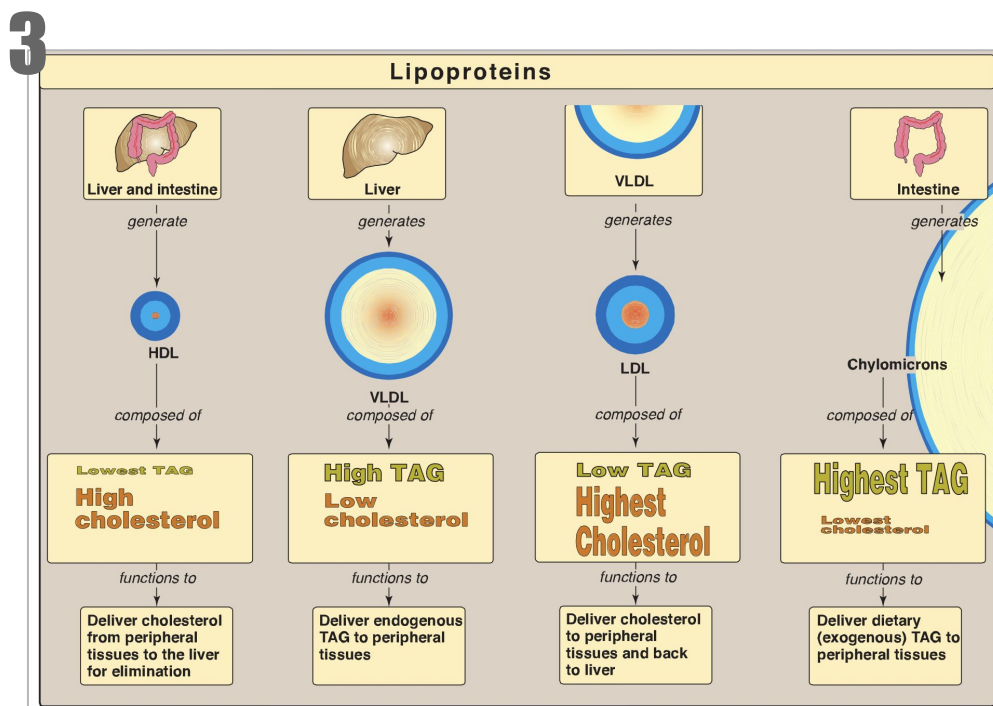 3
Lipoproteins
Liver and intestine
generate
HDL
composed of
Lowest TAG
High
cholesterol
functions to
Deliver cholesterol
from peripheral
tissues to the liver
for elimination
Liver
generates
VLDL
composed of
High TAG
Low
cholesterol
functions to
Deliver endogenous
TAG to peripheral
tissues
VLDL
generates
LDL
composed of
Low TAG
Highest
Cholesterol
functions to
Deliver cholesterol
to peripheral
tissues and back
to liver
Intestine
generates
Chylomicrons
composed of
Highest TAG
Lowest
cholesterol
functions to
Deliver dietary
(exogenous) TAG to
peripheral tissues